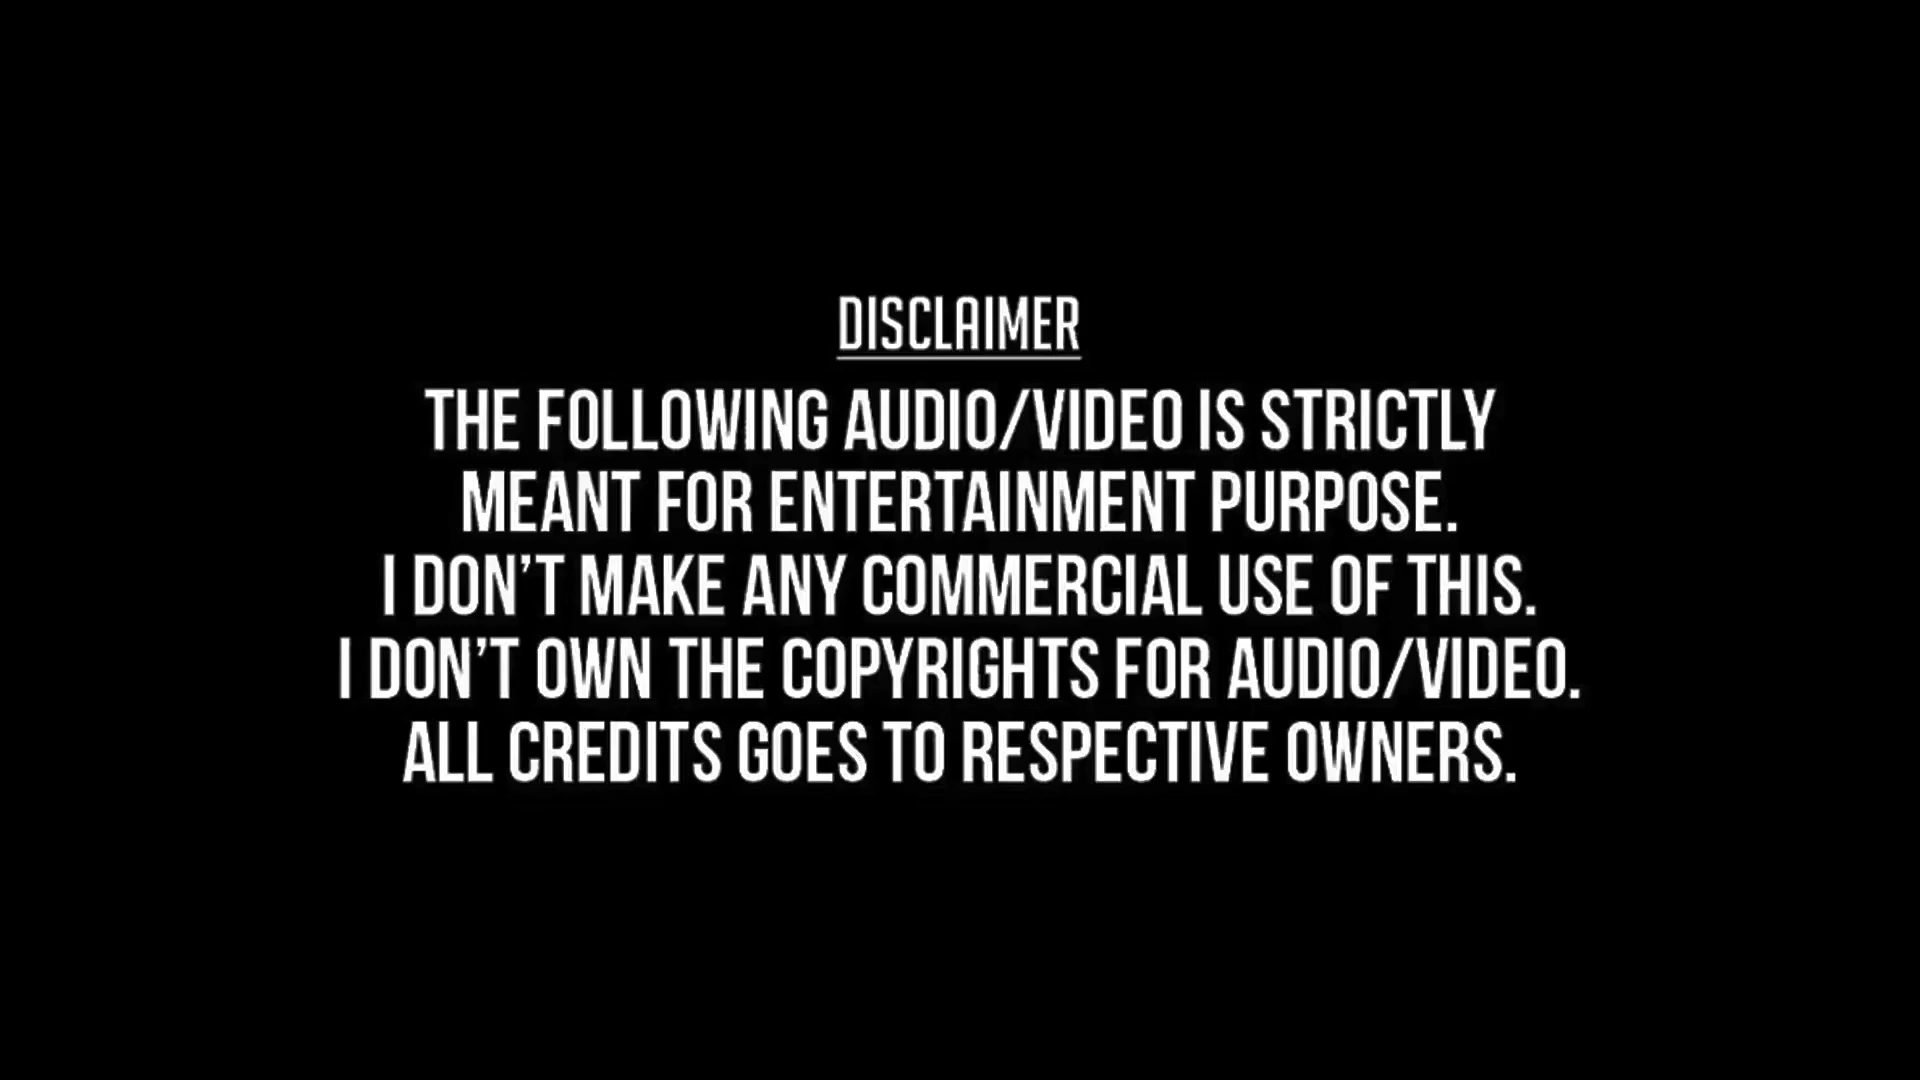 DISCLAIMER
THE FOLLOWING AUDIO/VIDEO IS STRICTLY
MEANT FOR ENTERTAINMENT PURPOSE.
I DON’T MAKE ANY COMMERCIAL USE OF THIS.
I DON’T OWN THE COPYRIGHTS FOR AUDIO/VIDEO.
ALL CREDITS GOES TO RESPECTIVE OWNERS.